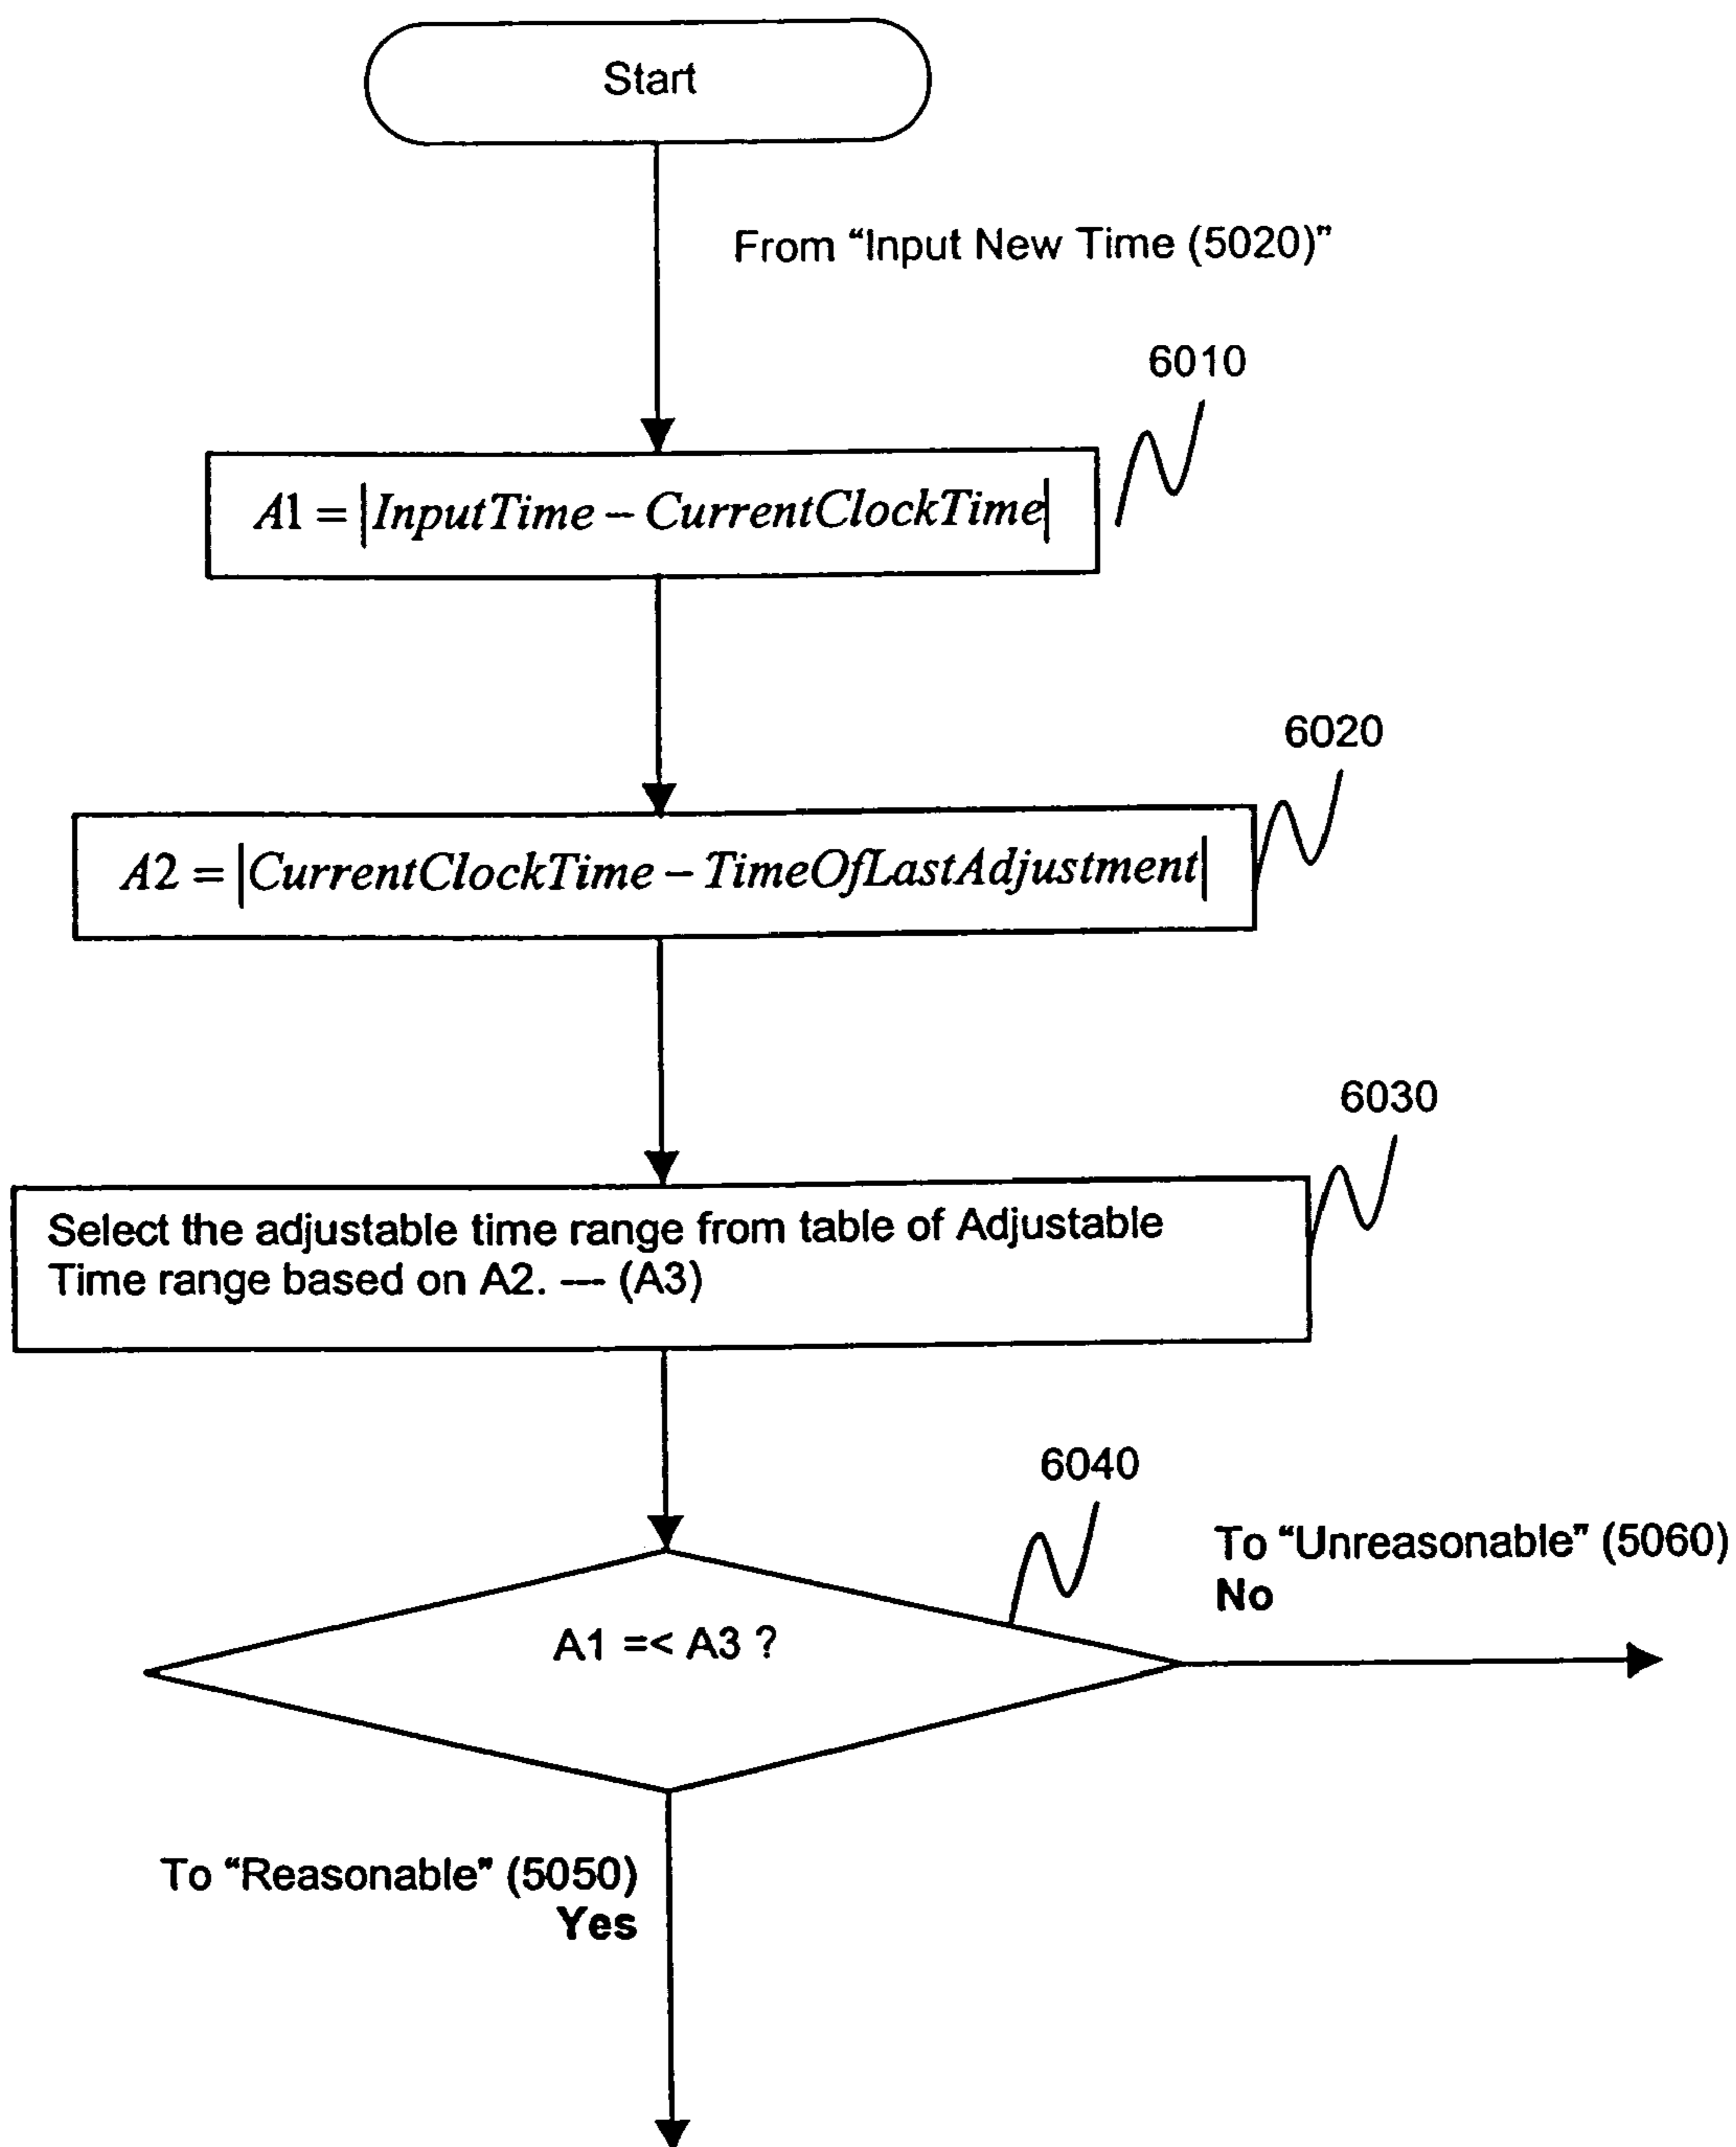 Start
From “Input New Time (5020)”
6010
A1 = |InputTime – CurrentClockTime|
6020
A2 = |CurrentClockTime – TimeOfLastAdjustment|
6030
Select the adjustable time range from table of Adjustable
Time range based on A2. --- (A3)
6040
To “Unreasonable” (5060)
No
A1 =< A3 ?
To “Reasonable” (5050)
Yes